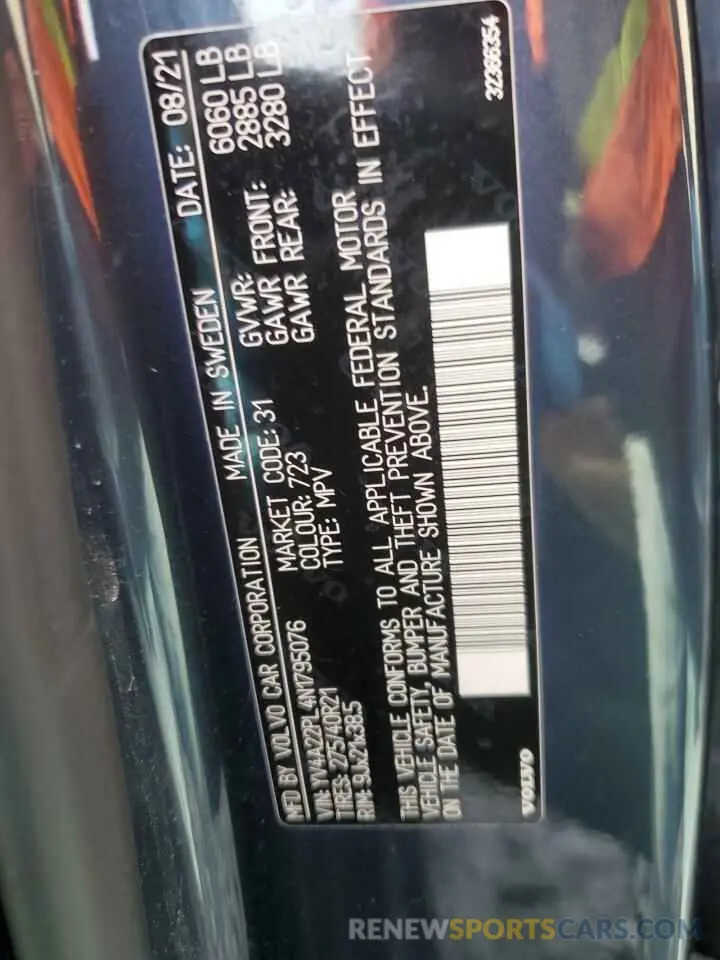 MFD BY VOLVO CAR CORPORATION MADE IN SWEDEN DATE: 08/21
VIN: YV4A22PL4N1795076 MARKET CODE: 31 GVWR: 6060 LB
TIRES: 275/40R21 COLOUR: 723 GAWR FRONT: 2885 LB
RIM: 9Jx21x38.5 TYPE: MPV GAWR REAR: 3280 LB
THIS VEHICLE CONFORMS TO ALL APPLICABLE FEDERAL MOTOR
VEHICLE SAFETY, BUMPER AND THEFT PREVENTION STANDARDS IN EFFECT
ON THE DATE OF MANUFACTURE SHOWN ABOVE.
VOLVO 32366354
RENEWSPORTSCARS.COM